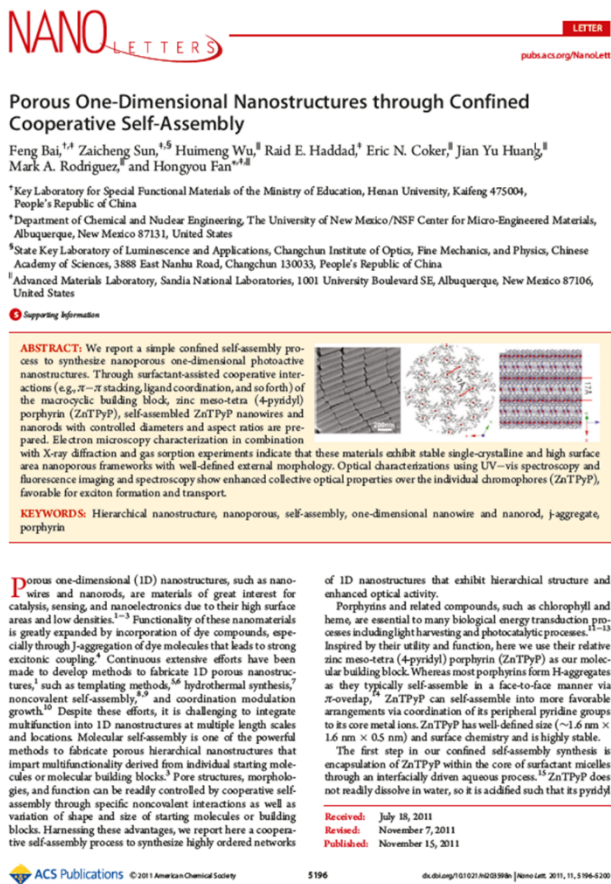 NANO LETTERS
LETTER
pubs.acs.org/NanoLett
Porous One-Dimensional Nanostructures through Confined
Cooperative Self-Assembly
Feng Bai,†,‡ Zaicheng Sun,‡,§ Huimeng Wu,∥ Raid E. Haddad,‡ Eric N. Coker,∥ Jian Yu Huang,∥
Mark A. Rodriguez,∥ and Hongyou Fan*,‡,∥
†Key Laboratory for Special Functional Materials of the Ministry of Education, Henan University, Kaifeng 475004,
People's Republic of China
‡Department of Chemical and Nuclear Engineering, The University of New Mexico/NSF Center for Micro-Engineered Materials,
Albuquerque, New Mexico 87131, United States
§State Key Laboratory of Luminescence and Applications, Changchun Institute of Optics, Fine Mechanics, and Physics, Chinese
Academy of Sciences, 3888 East Nanhu Road, Changchun 130033, People's Republic of China
∥Advanced Materials Laboratory, Sandia National Laboratories, 1001 University Boulevard SE, Albuquerque, New Mexico 87106,
United States
S Supporting Information
ABSTRACT: We report a simple confined self-assembly pro-
cess to synthesize nanoporous one-dimensional photoactive
nanostructures. Through surfactant-assisted cooperative inter-
actions (e.g., π−π stacking, ligand coordination, and so forth) of
the macrocyclic building block, zinc meso-tetra (4-pyridyl)
porphyrin (ZnTPyP), self-assembled ZnTPyP nanowires and
nanorods with controlled diameters and aspect ratios are pre-
pared. Electron microscopy characterization in combination
with X-ray diffraction and gas sorption experiments indicate that these materials exhibit stable single-crystalline and high surface
area nanoporous frameworks with well-defined external morphology. Optical characterizations using UV−vis spectroscopy and
fluorescence imaging and spectroscopy show enhanced collective optical properties over the individual chromophores (ZnTPyP),
favorable for exciton formation and transport.
200nm
KEYWORDS: Hierarchical nanostructure, nanoporous, self-assembly, one-dimensional nanowire and nanorod, j-aggregate,
porphyrin
Porous one-dimensional (1D) nanostructures, such as nano-
wires and nanorods, are materials of great interest for
catalysis, sensing, and nanoelectronics due to their high surface
areas and low densities.1−3 Functionality of these nanomaterials
is greatly expanded by incorporation of dye compounds, espe-
cially through J-aggregation of dye molecules that leads to strong
excitonic coupling.4 Continuous extensive efforts have been
made to develop methods to fabricate 1D porous nanostruc-
tures,1 such as templating methods,5,6 hydrothermal synthesis,7
noncovalent self-assembly,8,9 and coordination modulation
growth.10 Despite these efforts, it is challenging to integrate
multifunction into 1D nanostructures at multiple length scales
and locations. Molecular self-assembly is one of the powerful
methods to fabricate porous hierarchical nanostructures that
impart multifunctionality derived from individual starting mole-
cules or molecular building blocks.3 Pore structures, morpholo-
gies, and function can be readily controlled by cooperative self-
assembly through specific noncovalent interactions as well as
variation of shape and size of starting molecules or building
blocks. Harnessing these advantages, we report here a coopera-
tive self-assembly process to synthesize highly ordered networks
of 1D nanostructures that exhibit hierarchical structure and
enhanced optical activity.
Porphyrins and related compounds, such as chlorophyll and
heme, are essential to many biological energy transduction pro-
cesses including light harvesting and photocatalytic processes.11−13
Inspired by their utility and function, here we use their relative
zinc meso-tetra (4-pyridyl) porphyrin (ZnTPyP) as our molec-
ular building block. Whereas most porphyrins form H-aggregates
as they typically self-assemble in a face-to-face manner via
π-overlap,14 ZnTPyP can self-assemble into more favorable
arrangements via coordination of its peripheral pyridine groups
to its core metal ions. ZnTPyP has well-defined size (∼1.6 nm ×
1.6 nm × 0.5 nm) and surface chemistry and is highly stable.
The first step in our confined self-assembly synthesis is
encapsulation of ZnTPyP within the core of surfactant micelles
through an interfacially driven aqueous process.15 ZnTPyP does
not readily dissolve in water, so it is acidified such that its pyridyl
Received: July 18, 2011
Revised: November 7, 2011
Published: November 15, 2011
ACS Publications © 2011 American Chemical Society
5196
dx.doi.org/10.1021/nl203598n | Nano Lett. 2011, 11, 5196–5200